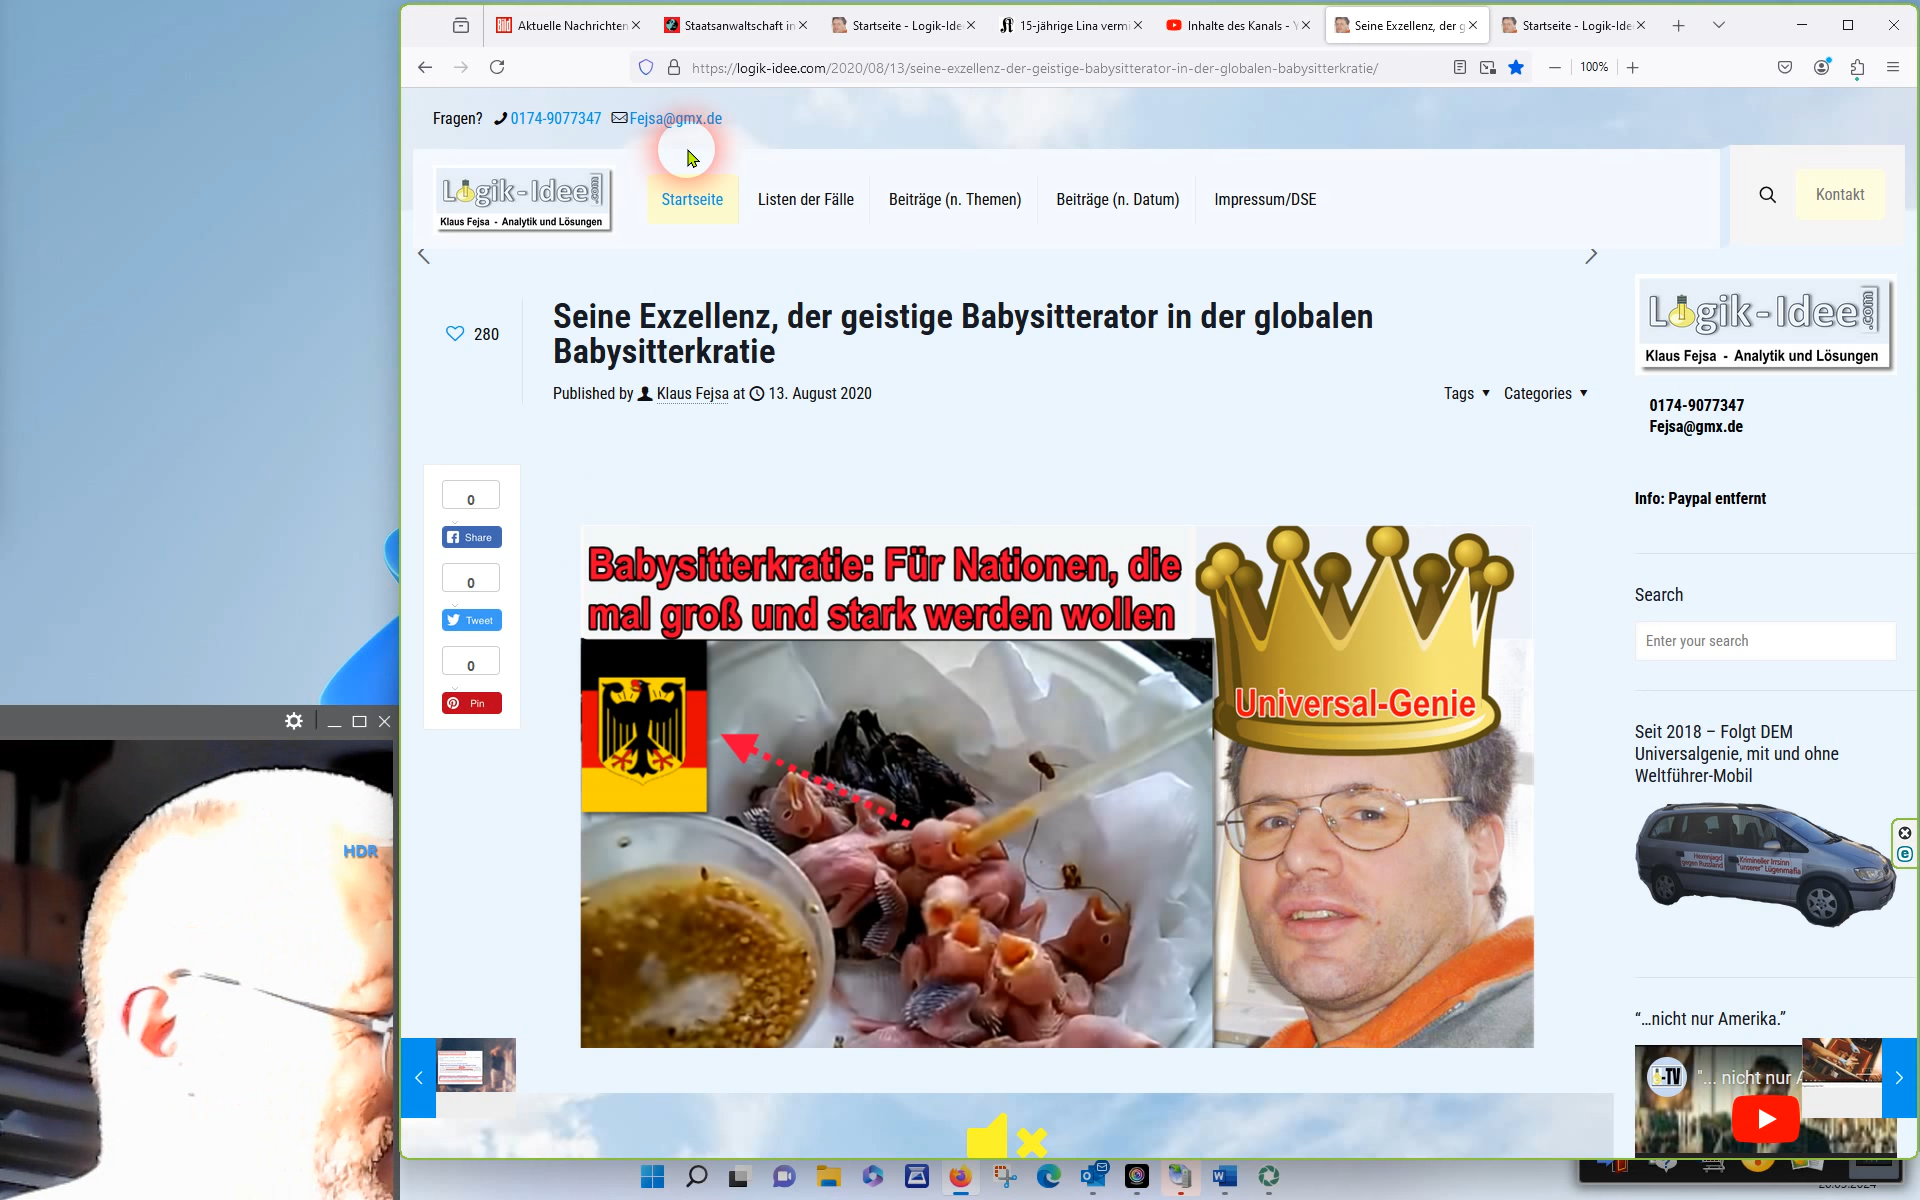 Aktuelle Nachrichten
Staatsanwaltschaft in
Startseite - Logik-Ide
15-jährige Lina vermi
Inhalte des Kanals - Y
Seine Exzellenz, der g
Startseite - Logik-Ide
https://logik-idee.com/2020/08/13/seine-exzellenz-der-geistige-babysitterator-in-der-globalen-babysitterkratie/
100%
Fragen? 0174-9077347 Fejsa@gmx.de
Logik-Idee.com
Klaus Fejsa - Analytik und Lösungen
Startseite
Listen der Fälle
Beiträge (n. Themen)
Beiträge (n. Datum)
Impressum/DSE
Kontakt
280
Seine Exzellenz, der geistige Babysitterator in der globalen
Babysitterkratie
Published by Klaus Fejsa at 13. August 2020
Tags
Categories
0
Share
0
Tweet
0
Pin
Babysitterkratie: Für Nationen, die
mal groß und stark werden wollen
Universal-Genie
HDR
Logik-Idee.com
Klaus Fejsa - Analytik und Lösungen
0174-9077347
Fejsa@gmx.de
Info: Paypal entfernt
Search
Enter your search
Seit 2018 – Folgt DEM
Universalgenie, mit und ohne
Weltführer-Mobil
Hexenjagd
gegen Russland
Krimineller Irrsinn
"unserer" Lügenmafia
“…nicht nur Amerika.”
"... nicht nur A